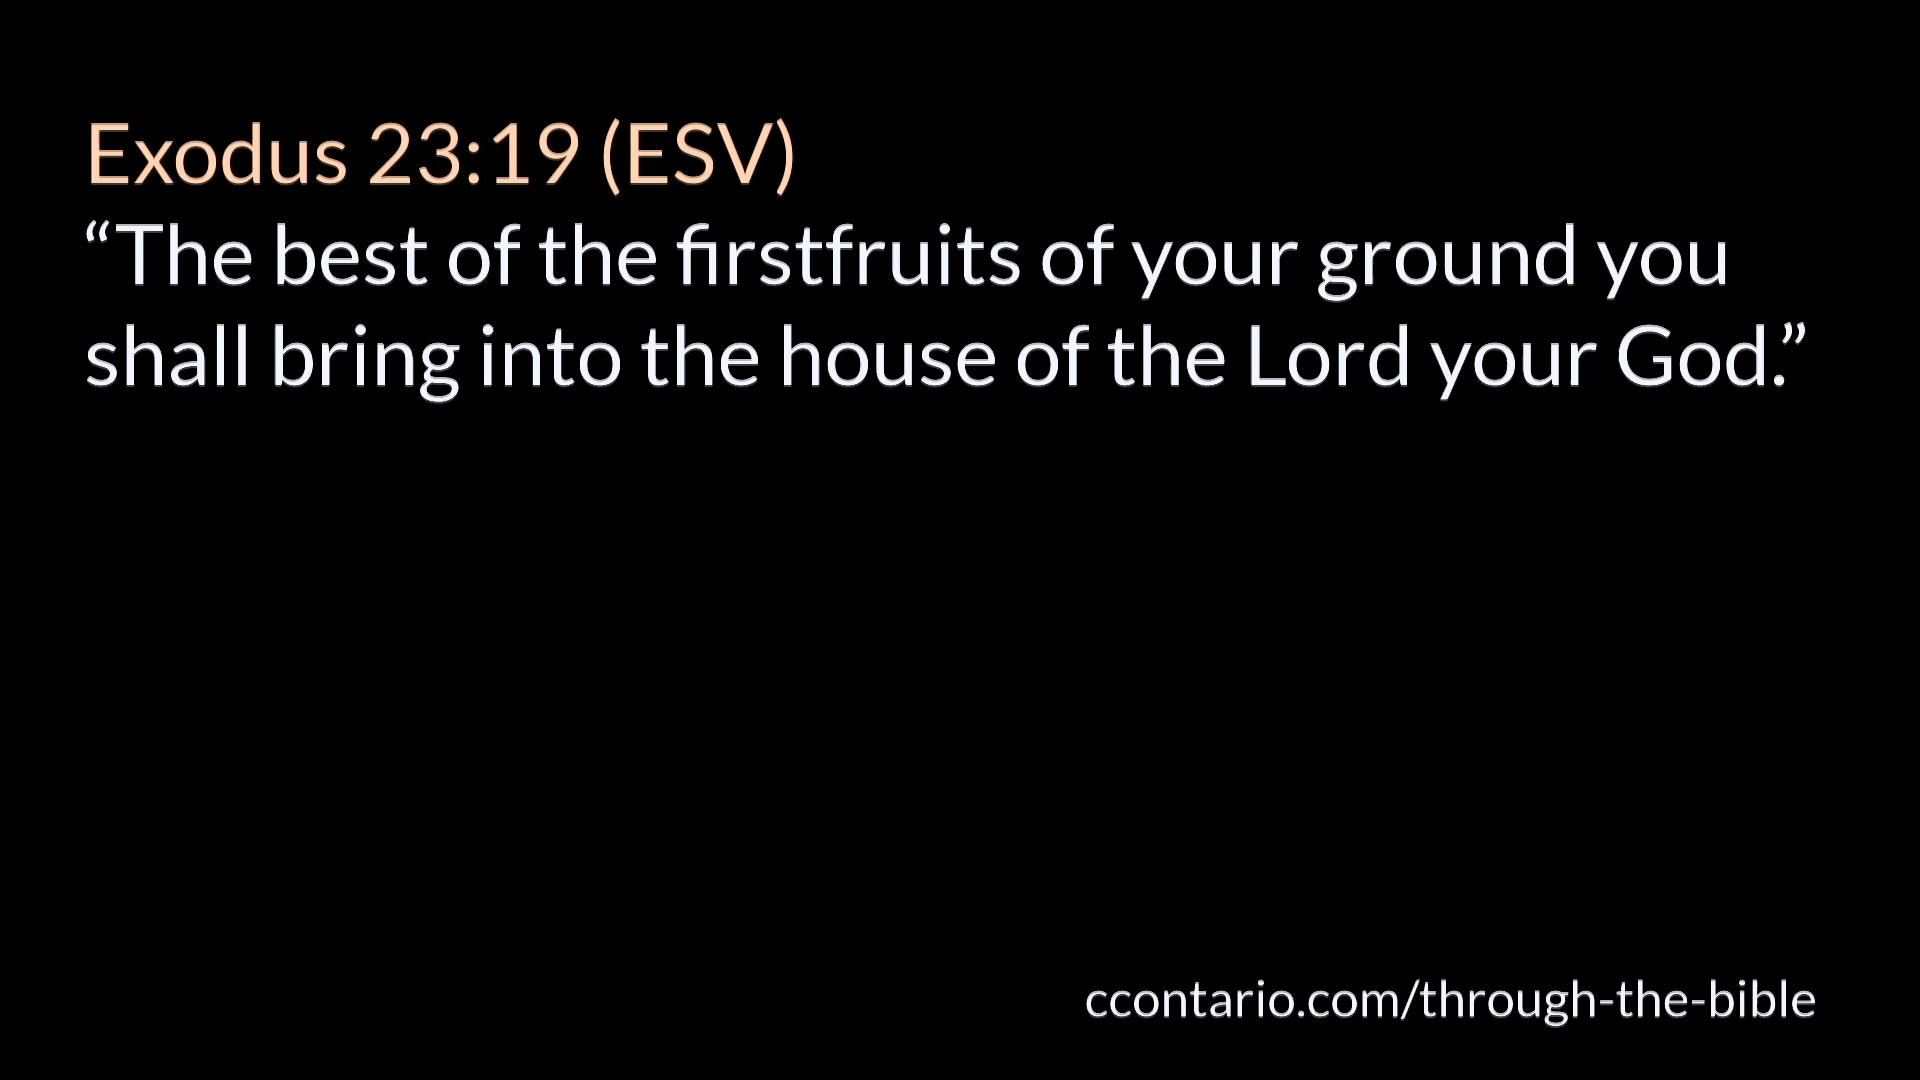 Exodus 23:19 (ESV)
“The best of the firstfruits of your ground you
shall bring into the house of the Lord your God.”
ccontario.com/through-the-bible